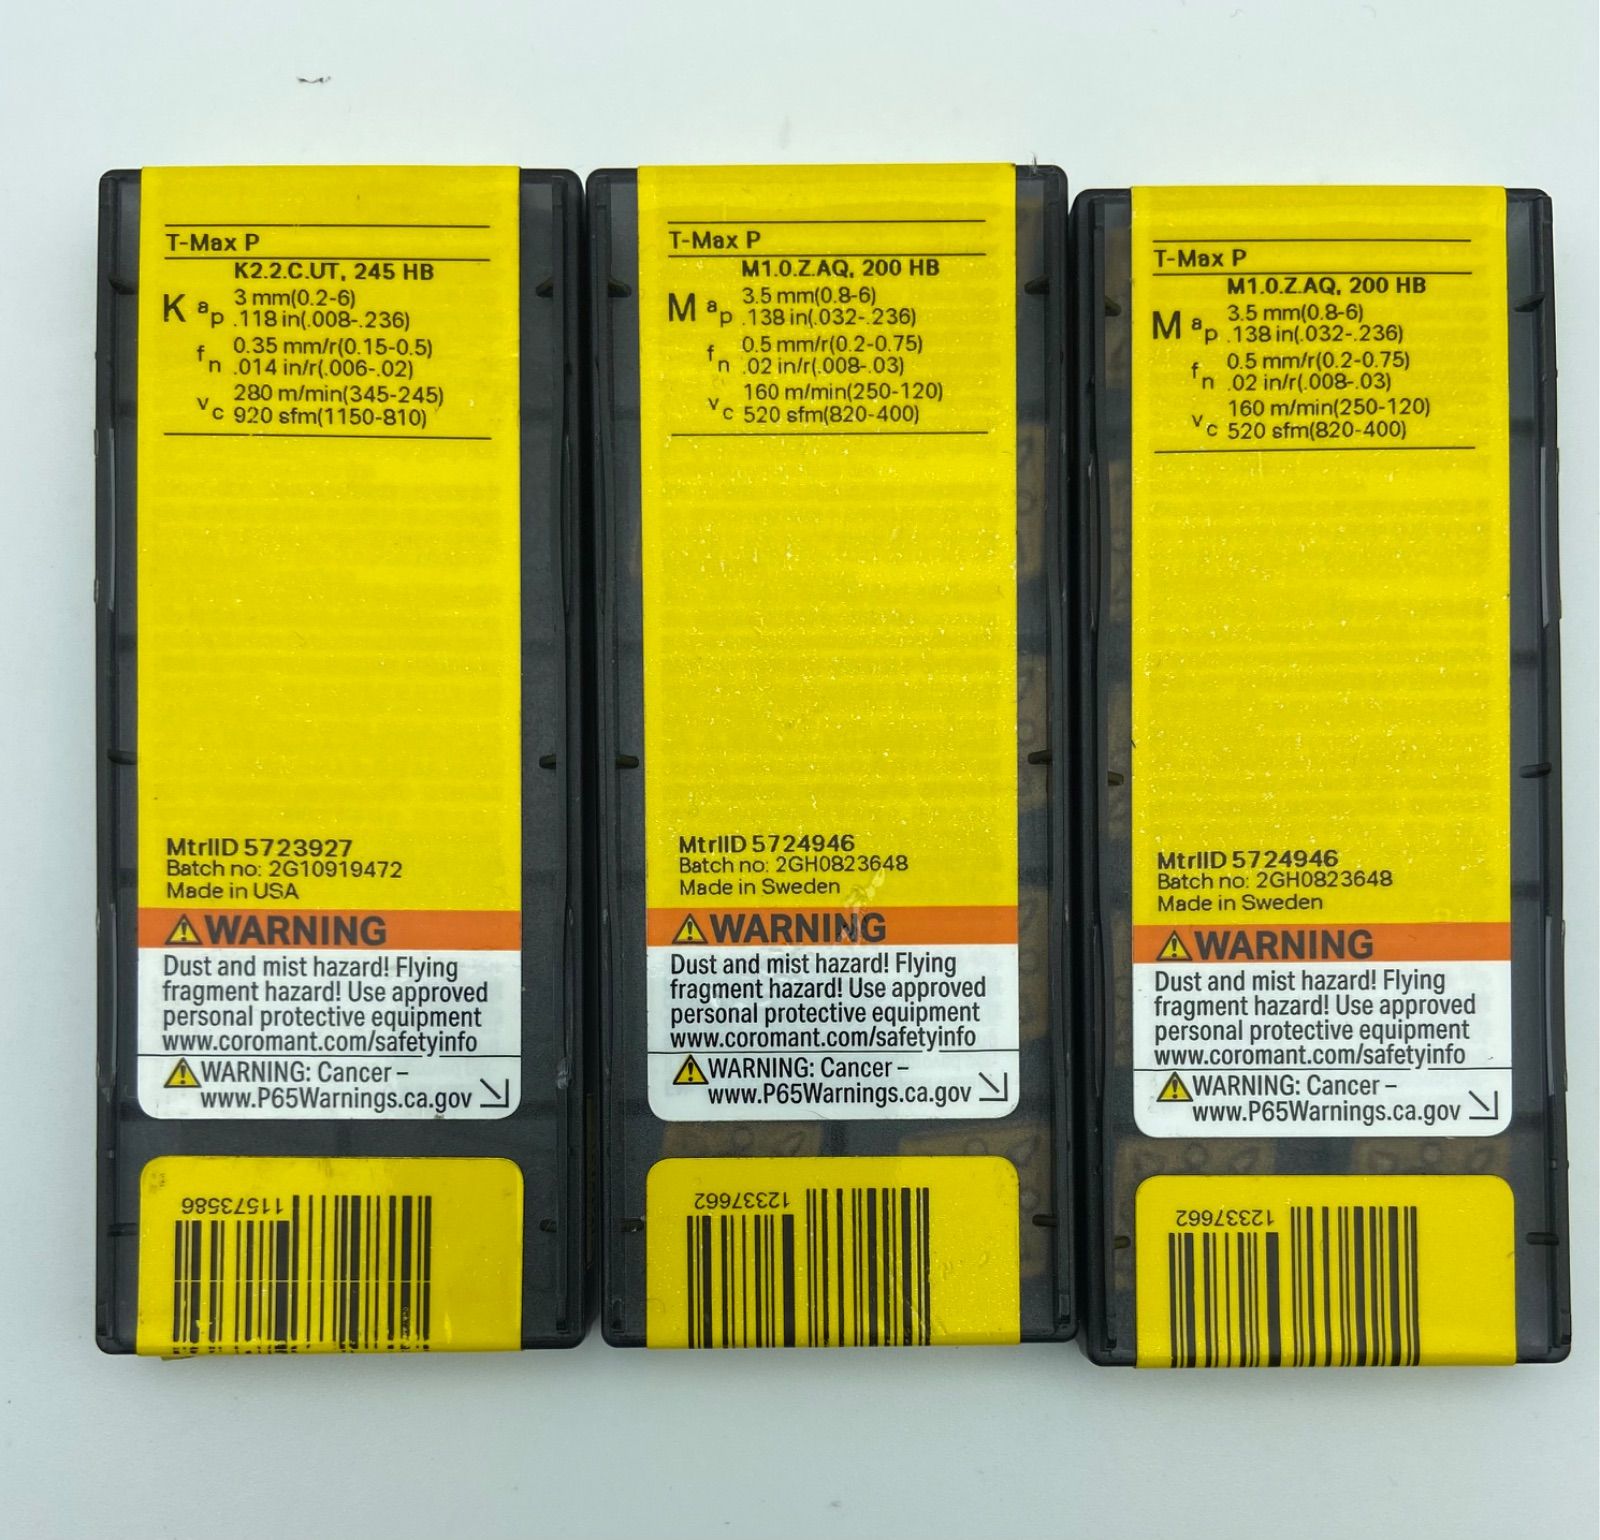 T-Max P
K2.2.C.UT, 245 HB
K ap 3 mm(0.2-6)
.118 in(.008-.236)
fn 0.35 mm/r(0.15-0.5)
.014 in/r(.006-.02)
vc 280 m/min(345-245)
920 sfm(1150-810)
MtrlID 5723927
Batch no: 2G10919472
Made in USA
WARNING
Dust and mist hazard! Flying
fragment hazard! Use approved
personal protective equipment
www.coromant.com/safetyinfo
WARNING: Cancer –
www.P65Warnings.ca.gov
11573586
T-Max P
M1.0.Z.AQ, 200 HB
M ap 3.5 mm(0.8-6)
.138 in(.032-.236)
fn 0.5 mm/r(0.2-0.75)
.02 in/r(.008-.03)
vc 160 m/min(250-120)
520 sfm(820-400)
MtrlID 5724946
Batch no: 2GH0823648
Made in Sweden
WARNING
Dust and mist hazard! Flying
fragment hazard! Use approved
personal protective equipment
www.coromant.com/safetyinfo
WARNING: Cancer –
www.P65Warnings.ca.gov
12337662
T-Max P
M1.0.Z.AQ, 200 HB
M ap 3.5 mm(0.8-6)
.138 in(.032-.236)
fn 0.5 mm/r(0.2-0.75)
.02 in/r(.008-.03)
vc 160 m/min(250-120)
520 sfm(820-400)
MtrlID 5724946
Batch no: 2GH0823648
Made in Sweden
WARNING
Dust and mist hazard! Flying
fragment hazard! Use approved
personal protective equipment
www.coromant.com/safetyinfo
WARNING: Cancer –
www.P65Warnings.ca.gov
12337662